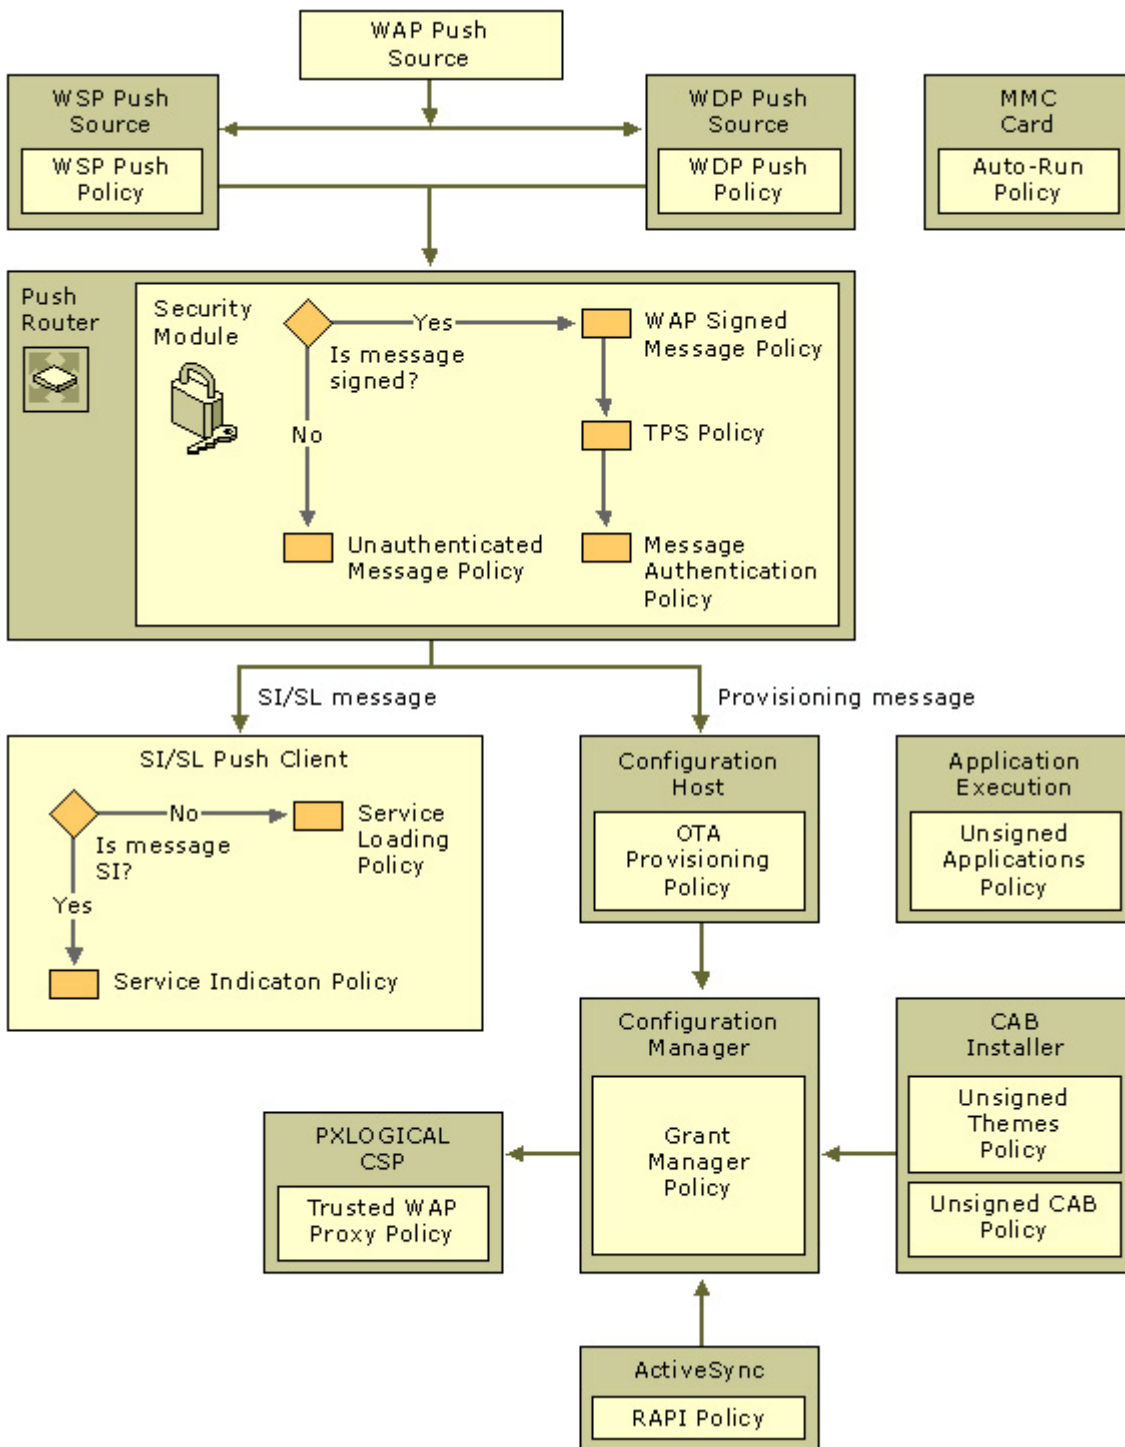 WAP Push
Source
WSP Push
Source
WSP Push
Policy
WDP Push
Source
WDP Push
Policy
MMC
Card
Auto-Run
Policy
Push
Router
Security
Module
Yes
Is message
signed?
No
WAP Signed
Message Policy
TPS Policy
Unauthenticated
Message Policy
Message
Authentication
Policy
SI/SL message
Provisioning message
SI/SL Push Client
No
Is message
SI?
Service
Loading
Policy
Yes
Service Indicaton Policy
Configuration
Host
OTA
Provisioning
Policy
Application
Execution
Unsigned
Applications
Policy
Configuration
Manager
Grant
Manager
Policy
CAB
Installer
Unsigned
Themes
Policy
Unsigned CAB
Policy
PXLOGICAL
CSP
Trusted WAP
Proxy Policy
ActiveSync
RAPI Policy